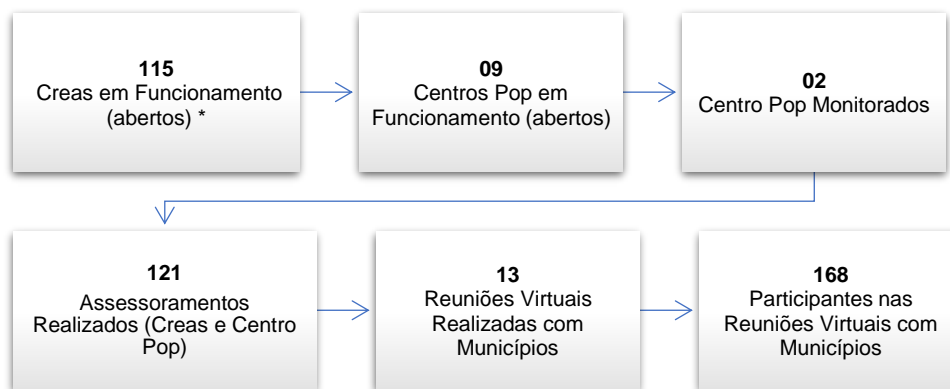 115
Creas em Funcionamento
(abertos) *
09
Centros Pop em
Funcionamento (abertos)
02
Centro Pop Monitorados
121
Assessoramentos
Realizados (Creas e Centro
Pop)
13
Reuniões Virtuais
Realizadas com
Municípios
168
Participantes nas
Reuniões Virtuais com
Municípios